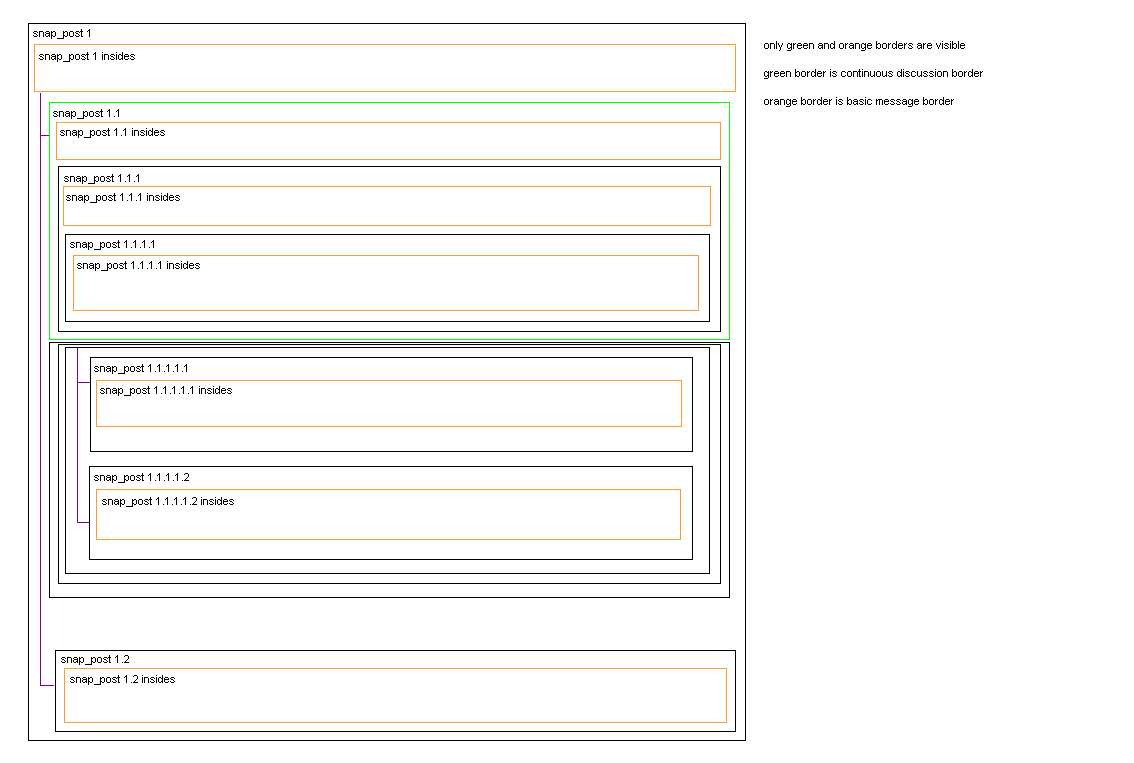 snap_post 1
snap_post 1 insides
only green and orange borders are visible
green border is continuous discussion border
orange border is basic message border
snap_post 1.1
snap_post 1.1 insides
snap_post 1.1.1
snap_post 1.1.1 insides
snap_post 1.1.1.1
snap_post 1.1.1.1 insides
snap_post 1.1.1.1.1
snap_post 1.1.1.1.1 insides
snap_post 1.1.1.1.2
snap_post 1.1.1.1.2 insides
snap_post 1.2
snap_post 1.2 insides